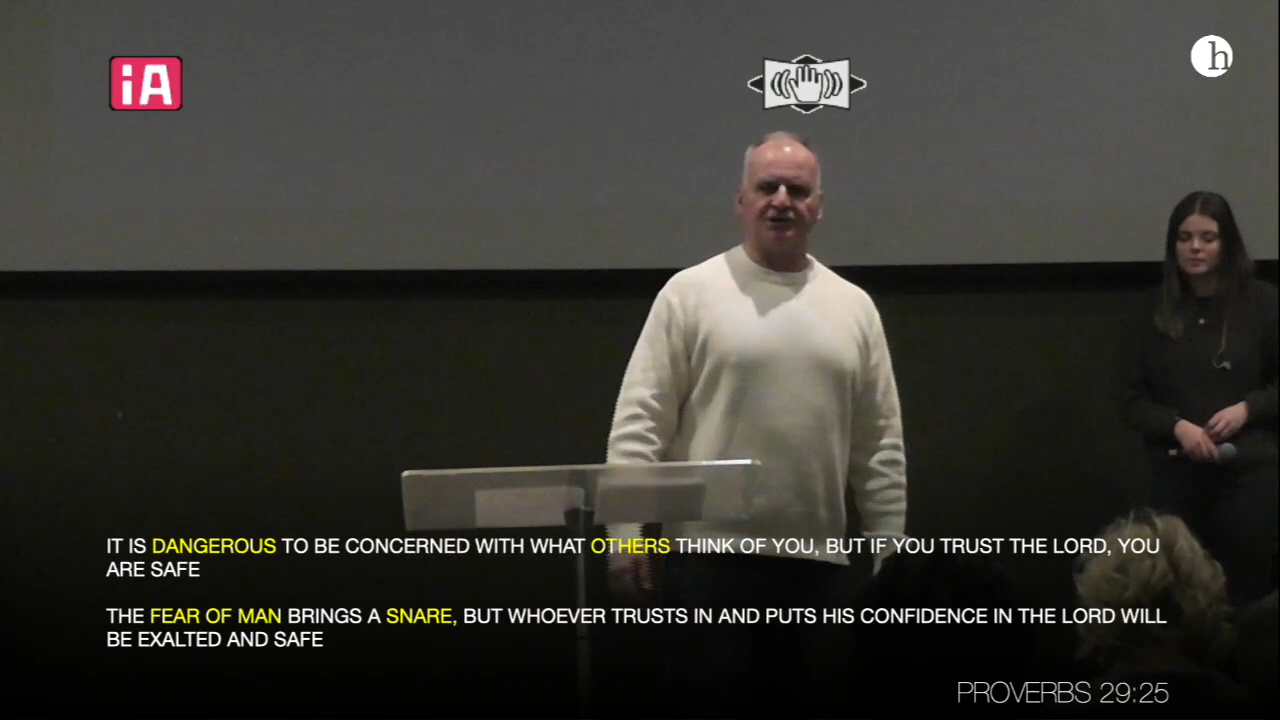 iA
h
IT IS DANGEROUS TO BE CONCERNED WITH WHAT OTHERS THINK OF YOU, BUT IF YOU TRUST THE LORD, YOU
ARE SAFE
THE FEAR OF MAN BRINGS A SNARE, BUT WHOEVER TRUSTS IN AND PUTS HIS CONFIDENCE IN THE LORD WILL
BE EXALTED AND SAFE
PROVERBS 29:25